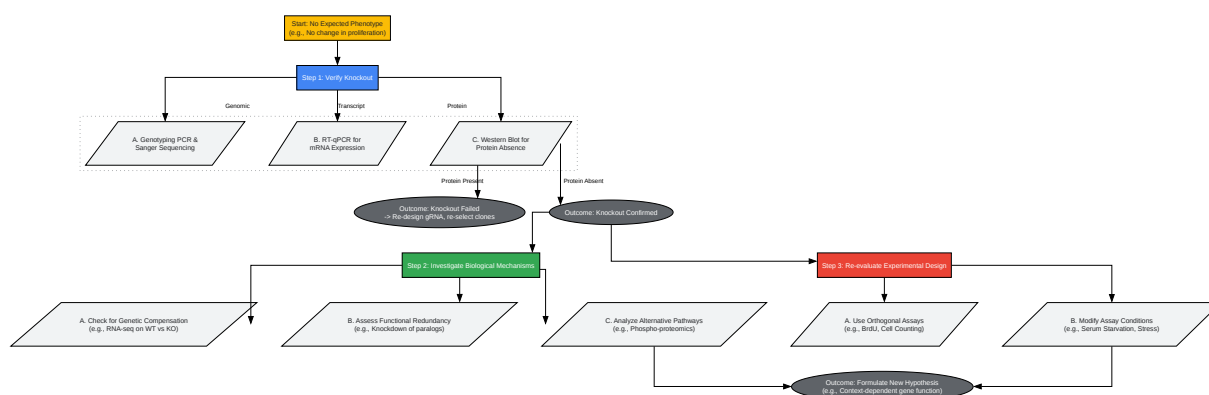 Start: No Expected Phenotype
(e.g., No change in proliferation)
Step 1: Verify Knockout
Genomic
Transcript
Protein
A. Genotyping PCR &
Sanger Sequencing
B. RT-qPCR for
mRNA Expression
C. Western Blot for
Protein Absence
Protein Present
Protein Absent
Outcome: Knockout Failed
-> Re-design gRNA, re-select clones
Outcome: Knockout Confirmed
Step 2: Investigate Biological Mechanisms
Step 3: Re-evaluate Experimental Design
A. Check for Genetic Compensation
(e.g., RNA-seq on WT vs KO)
B. Assess Functional Redundancy
(e.g., Knockdown of paralogs)
C. Analyze Alternative Pathways
(e.g., Phospho-proteomics)
A. Use Orthogonal Assays
(e.g., BrdU, Cell Counting)
B. Modify Assay Conditions
(e.g., Serum Starvation, Stress)
Outcome: Formulate New Hypothesis
(e.g., Context-dependent gene function)